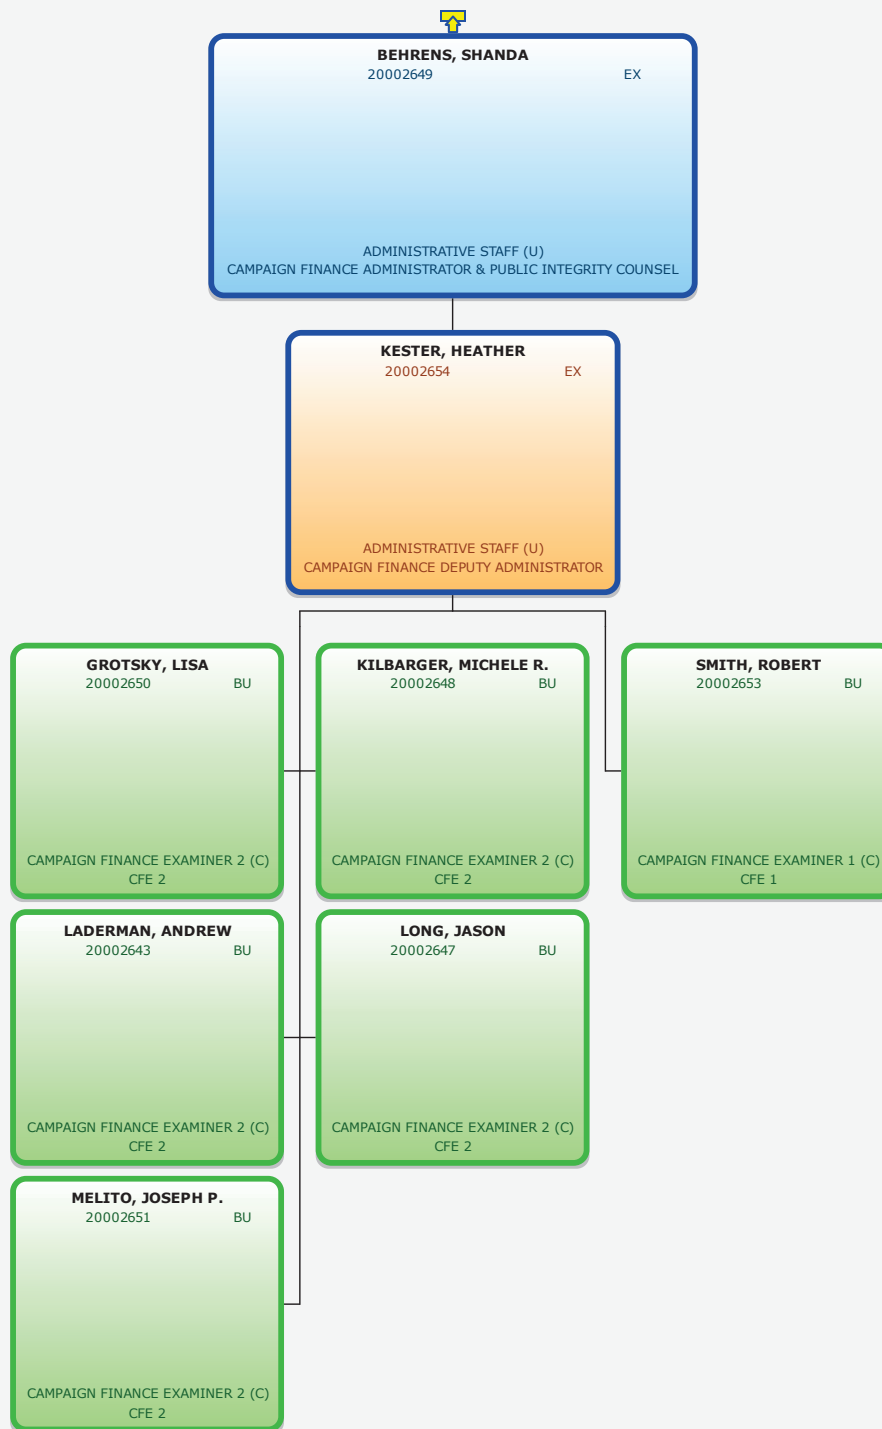 BEHRENS, SHANDA
20002649 EX
ADMINISTRATIVE STAFF (U)
CAMPAIGN FINANCE ADMINISTRATOR & PUBLIC INTEGRITY COUNSEL
KESTER, HEATHER
20002654 EX
ADMINISTRATIVE STAFF (U)
CAMPAIGN FINANCE DEPUTY ADMINISTRATOR
GROTSKY, LISA
20002650 BU
CAMPAIGN FINANCE EXAMINER 2 (C)
CFE 2
KILBARGER, MICHELE R.
20002648 BU
CAMPAIGN FINANCE EXAMINER 2 (C)
CFE 2
SMITH, ROBERT
20002653 BU
CAMPAIGN FINANCE EXAMINER 1 (C)
CFE 1
LADERMAN, ANDREW
20002643 BU
CAMPAIGN FINANCE EXAMINER 2 (C)
CFE 2
LONG, JASON
20002647 BU
CAMPAIGN FINANCE EXAMINER 2 (C)
CFE 2
MELITO, JOSEPH P.
20002651 BU
CAMPAIGN FINANCE EXAMINER 2 (C)
CFE 2